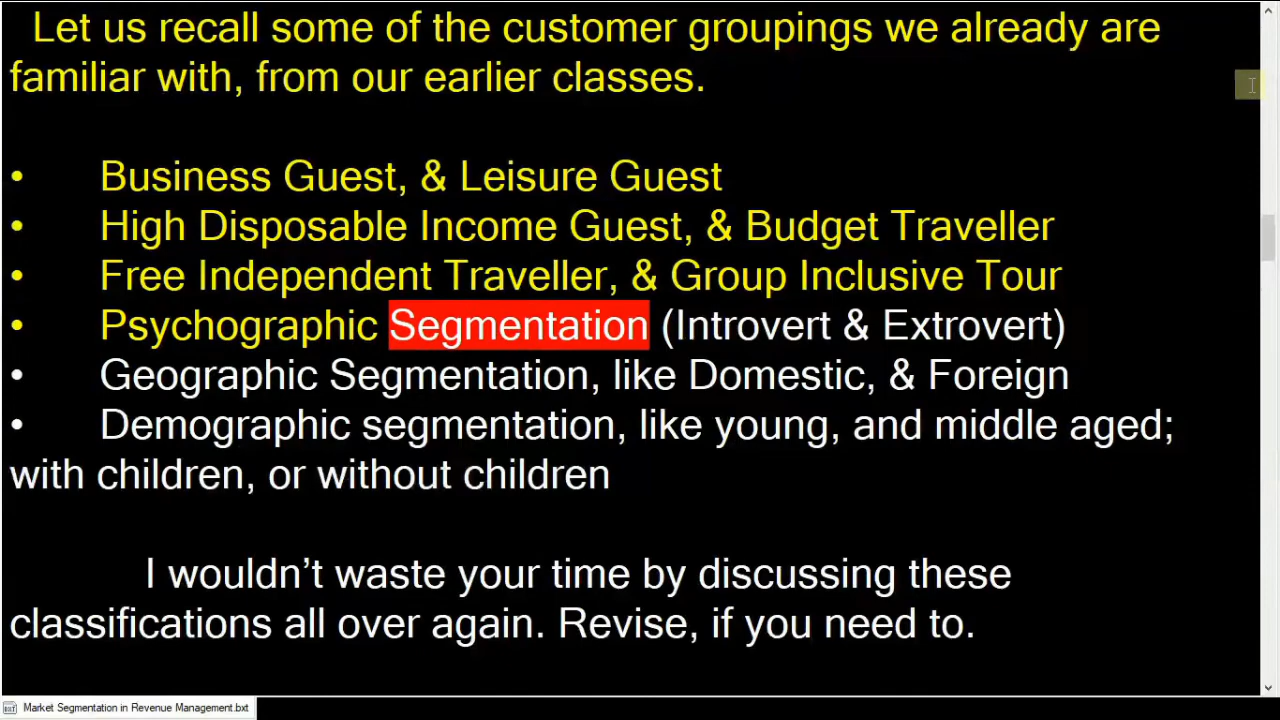 Let us recall some of the customer groupings we already are
familiar with, from our earlier classes.
• Business Guest, & Leisure Guest
• High Disposable Income Guest, & Budget Traveller
• Free Independent Traveller, & Group Inclusive Tour
• Psychographic Segmentation (Introvert & Extrovert)
• Geographic Segmentation, like Domestic, & Foreign
• Demographic segmentation, like young, and middle aged;
with children, or without children
I wouldn’t waste your time by discussing these
classifications all over again. Revise, if you need to.
Market Segmentation in Revenue Management.bxt